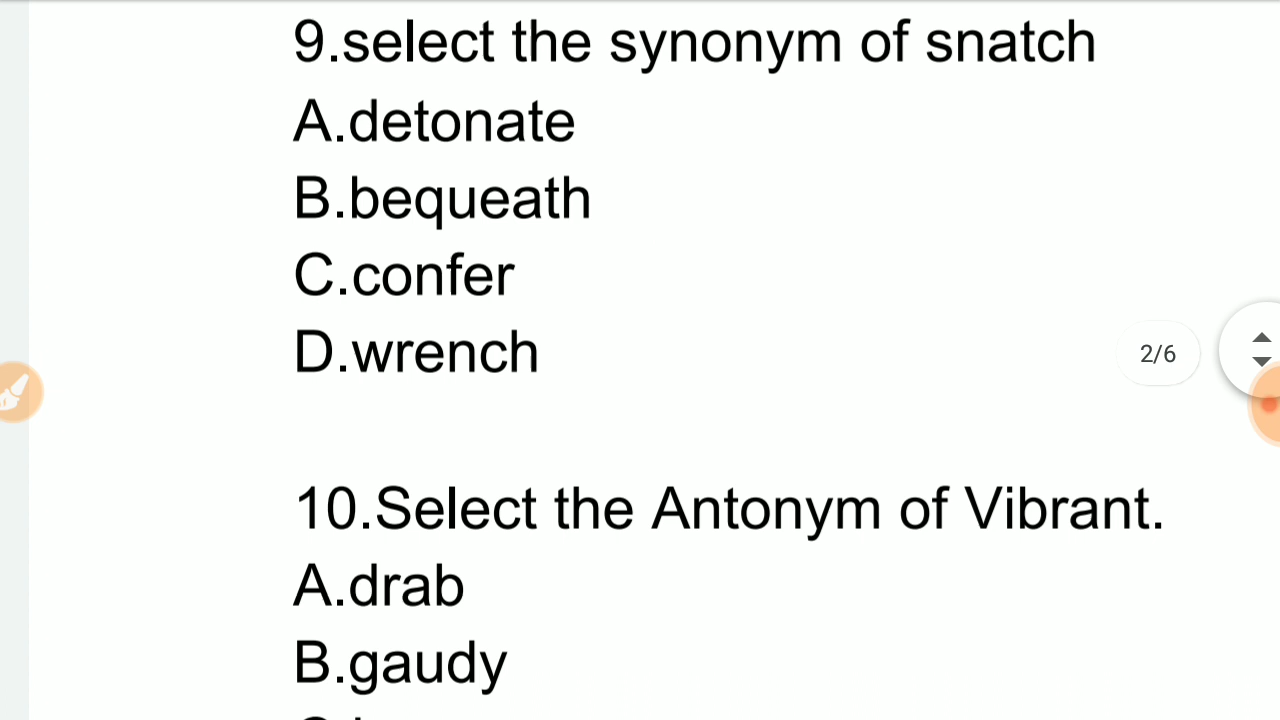 9.select the synonym of snatch
A.detonate
B.bequeath
C.confer
D.wrench
2/6
10.Select the Antonym of Vibrant.
A.drab
B.gaudy